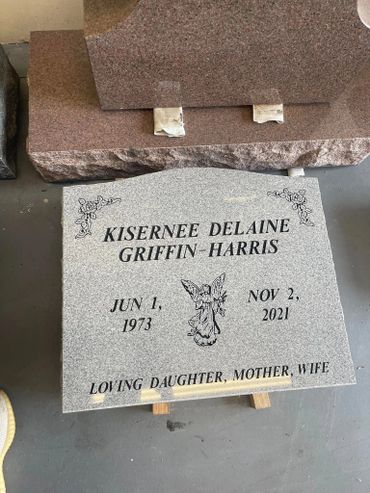 KISERNEE DELAINE
GRIFFIN-HARRIS
JUN 1,
1973
NOV 2,
2021
LOVING DAUGHTER, MOTHER, WIFE